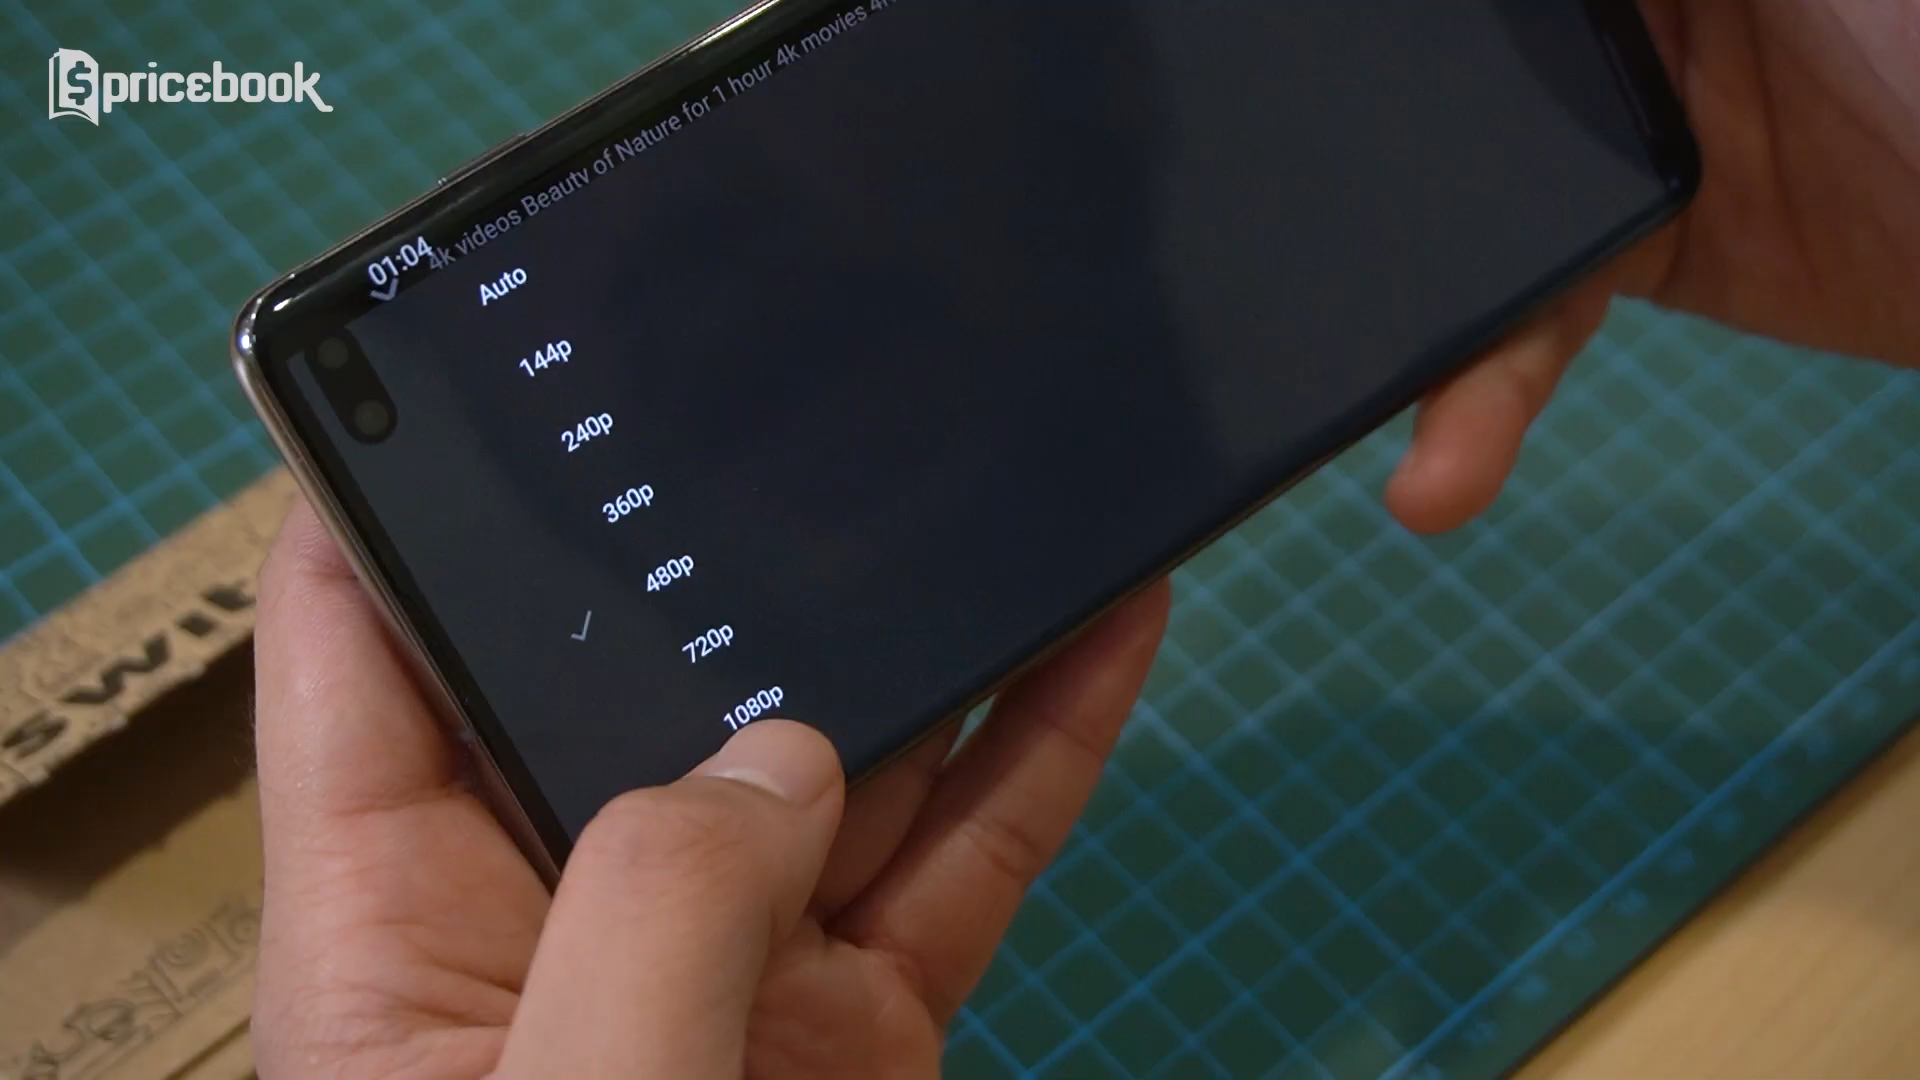 pricebook
01:04
4k videos Beauty of Nature for 1 hour 4k movies
Auto
144p
240p
360p
480p
720p
1080p